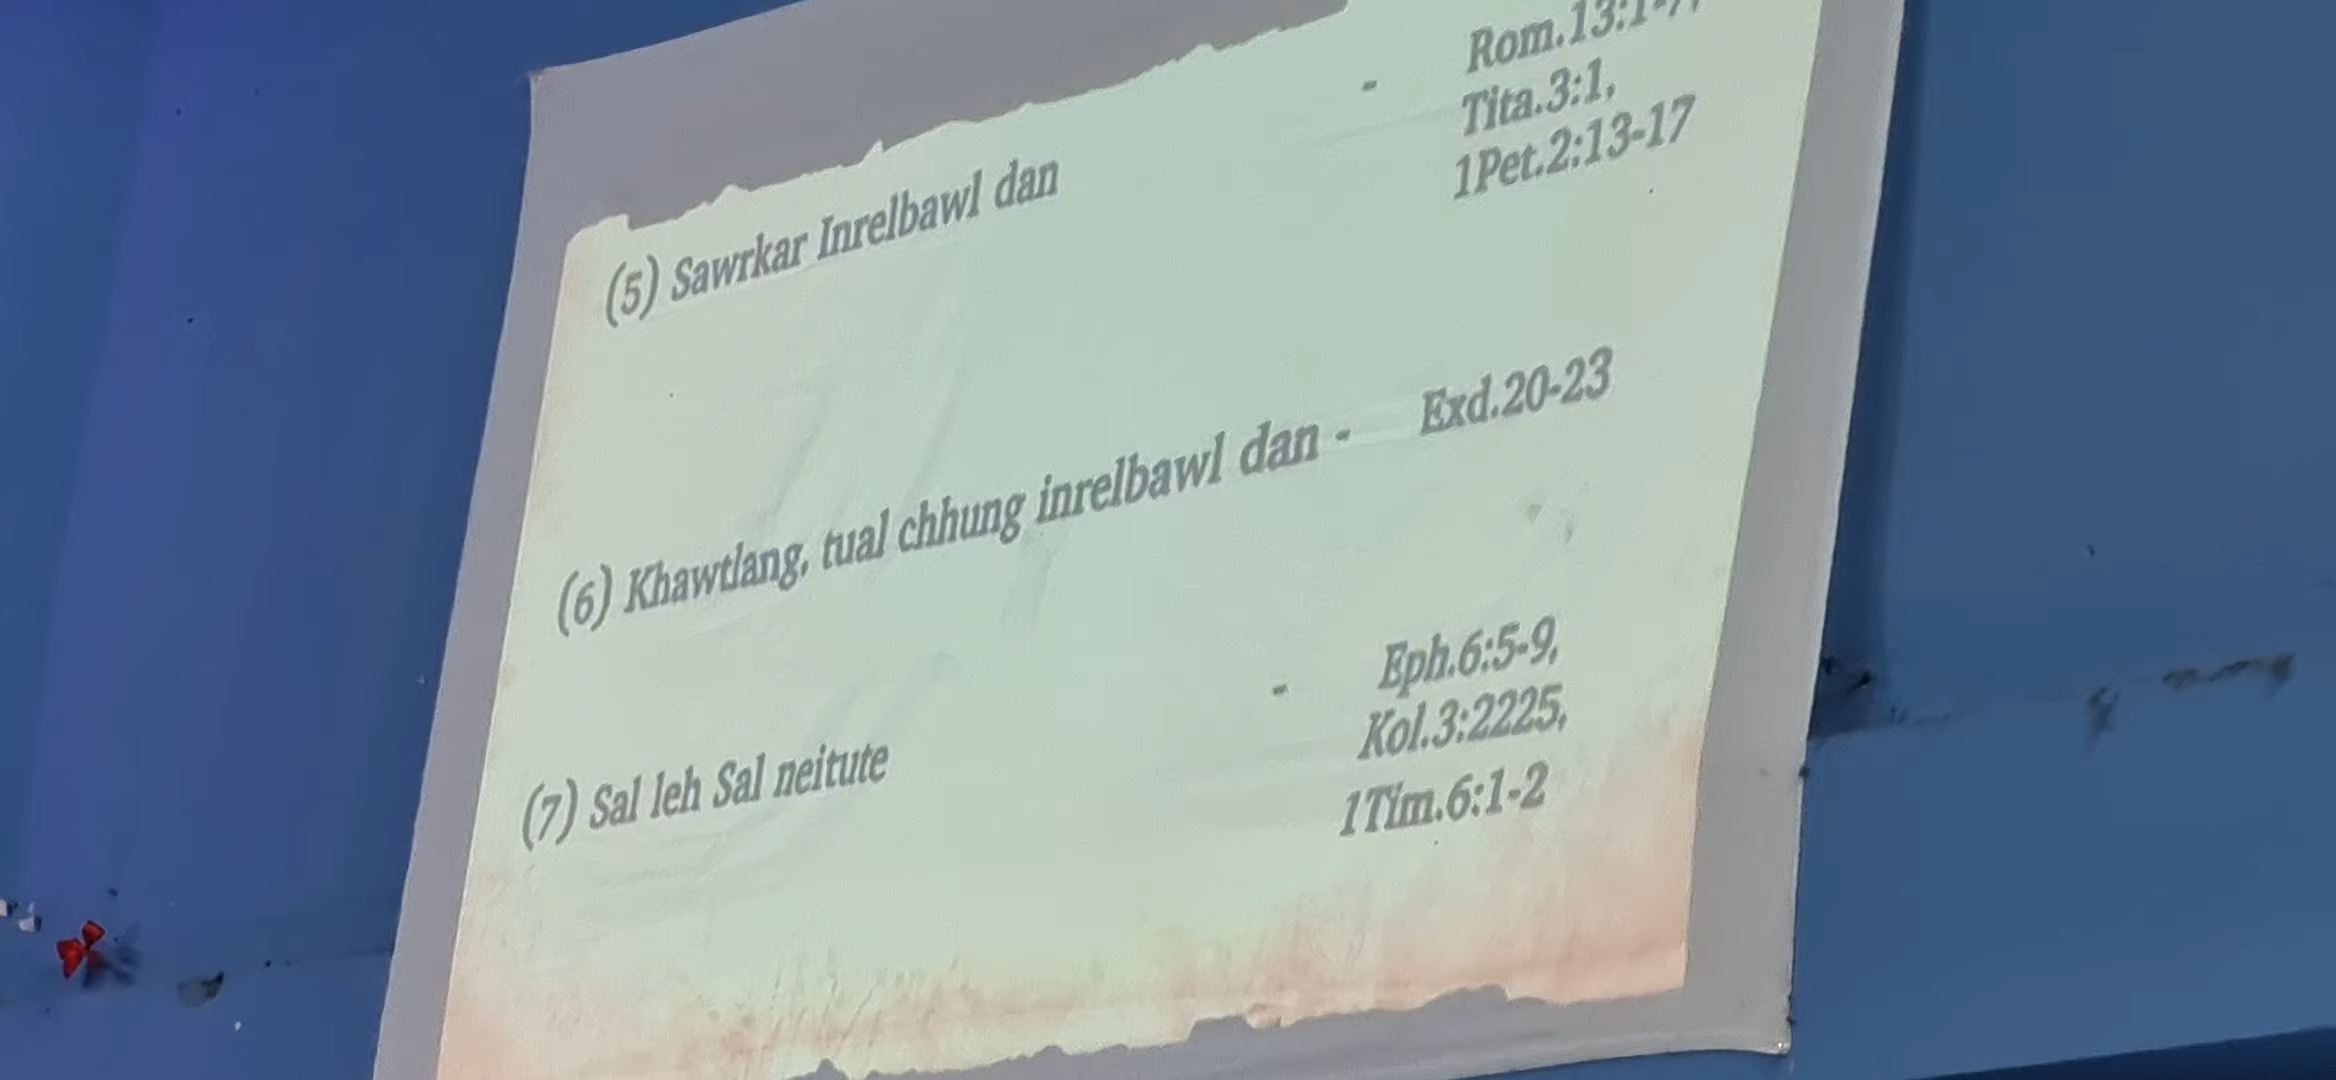 Rom.13:1-7,
(5) Sawrkar Inrelbawl dan - Tita.3:1,
1Pet.2:13-17
(6) Khawtlang, tual chhung inrelbawl dan - Exd.20-23
(7) Sal leh Sal neitute - Eph.6:5-9,
Kol.3:2225,
1Tim.6:1-2